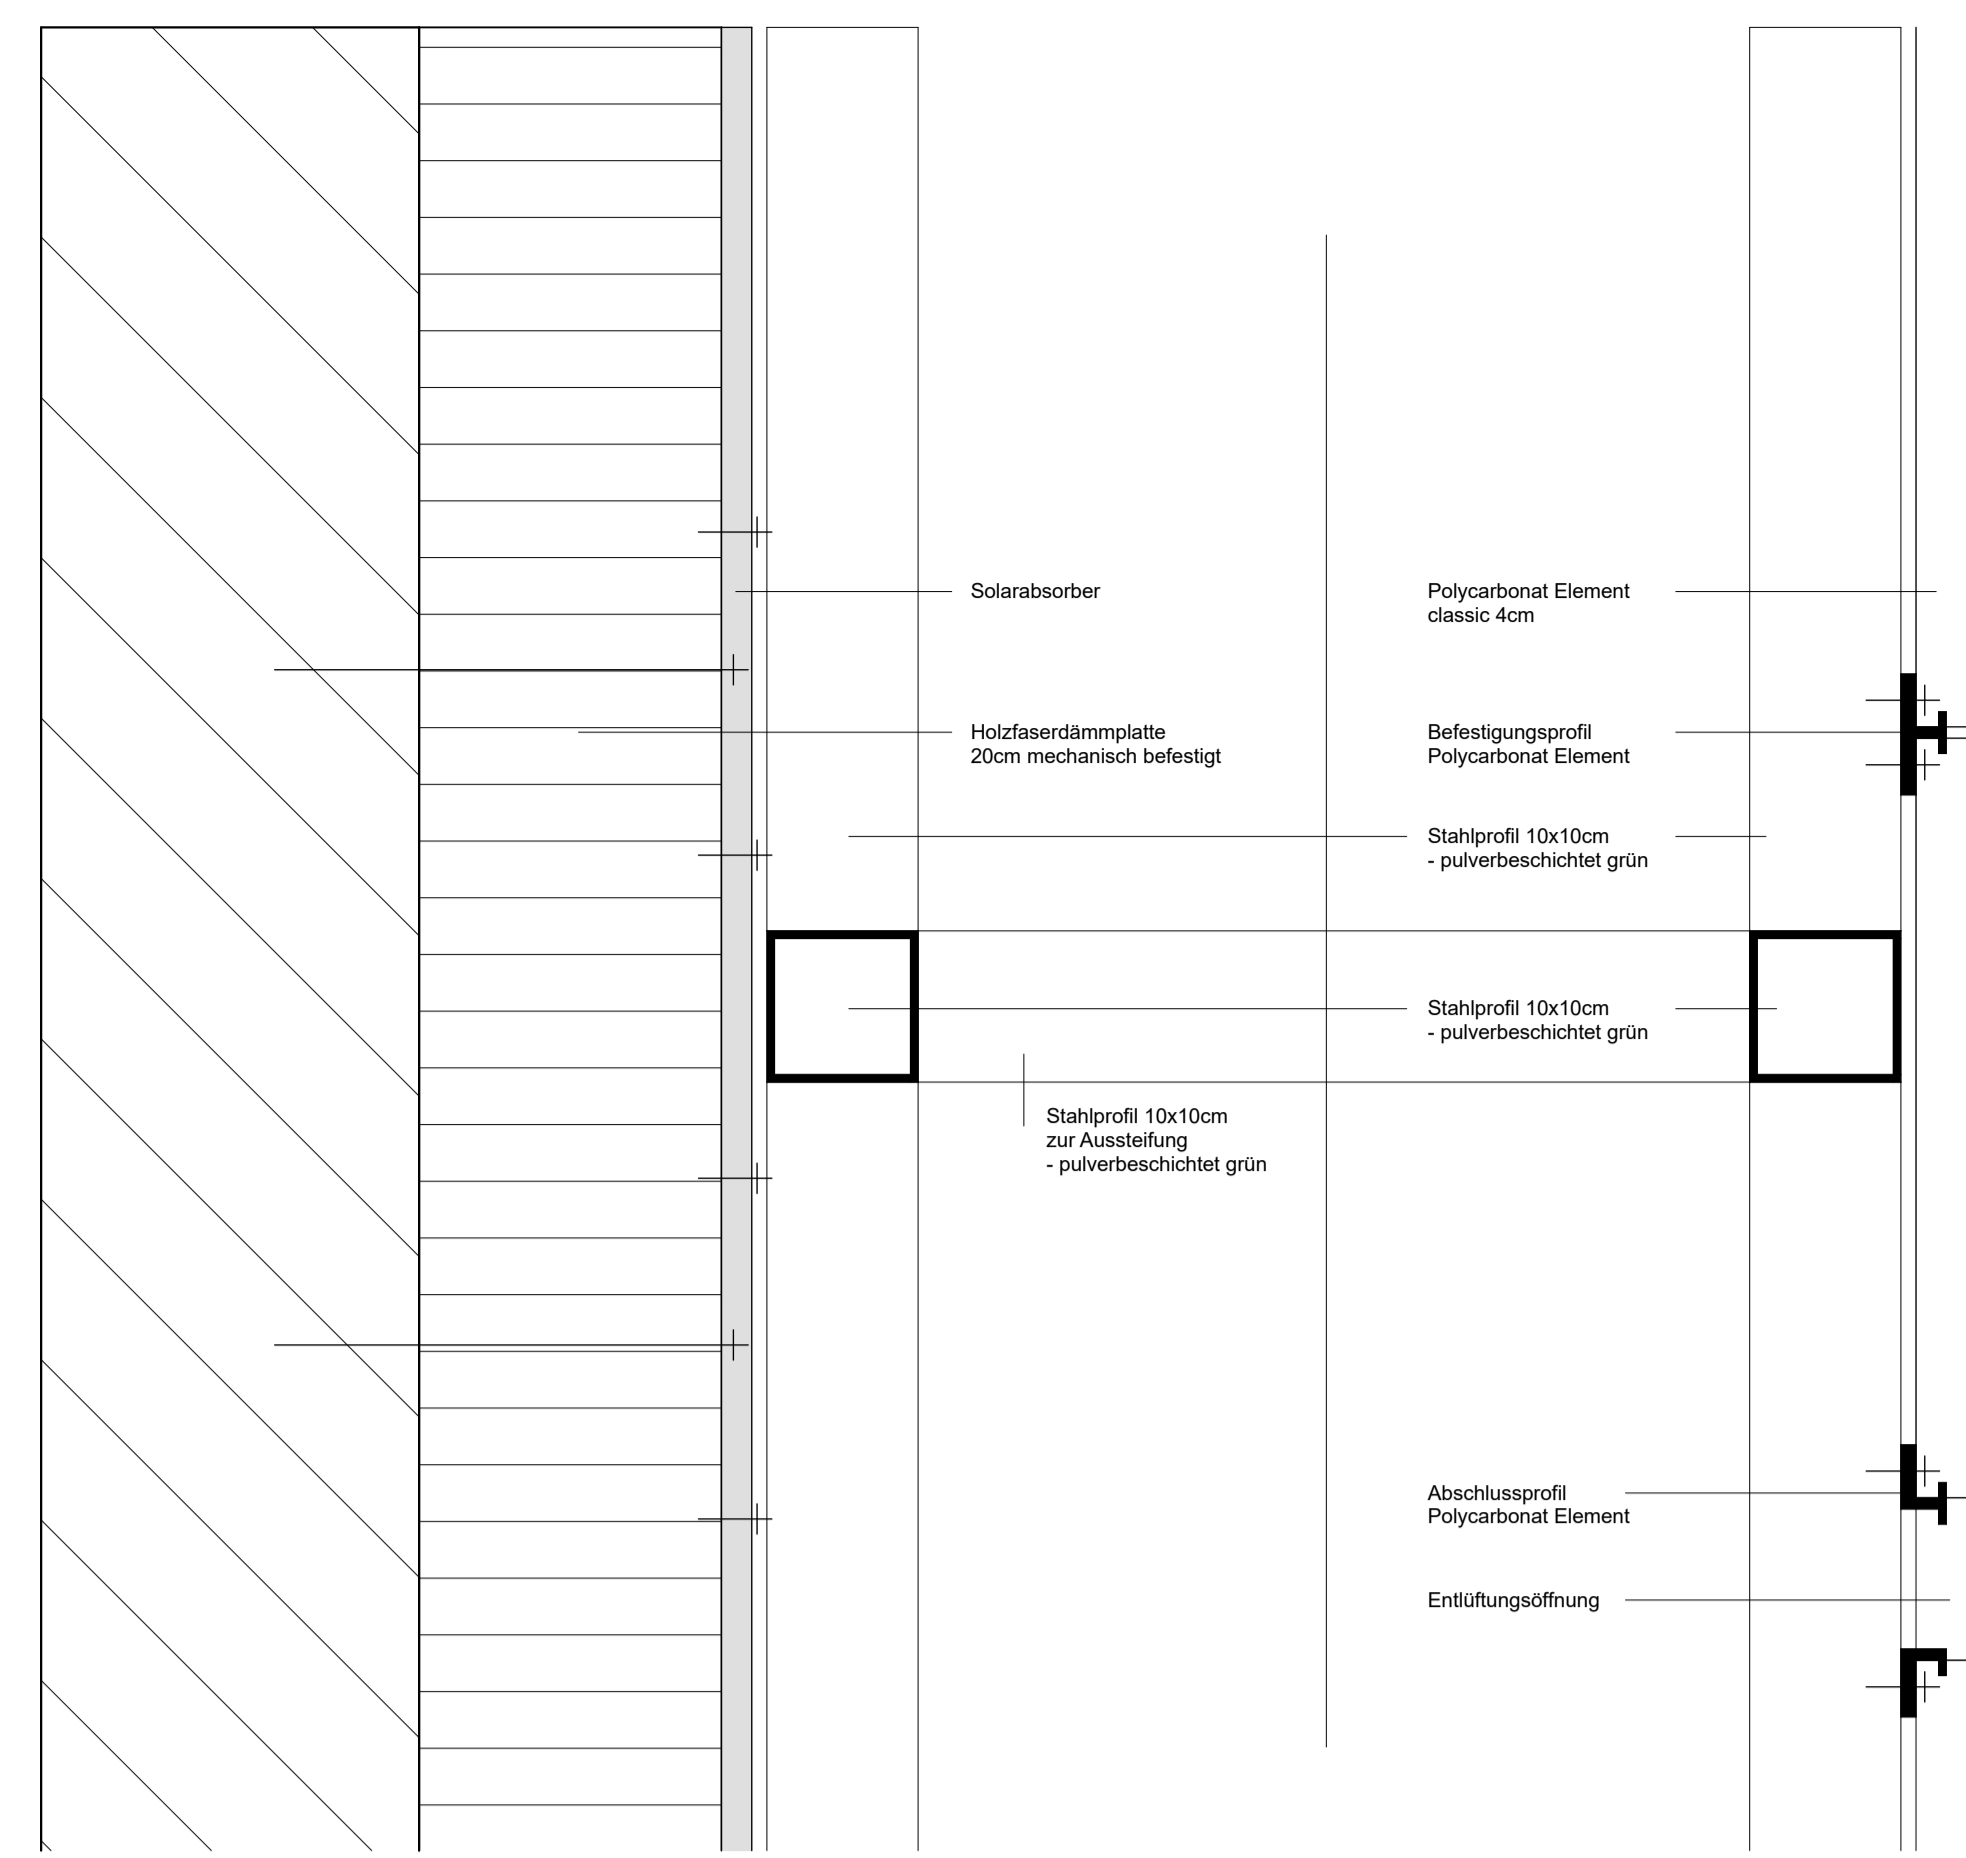 Solarabsorber
Polycarbonat Element
classic 4cm
Holzfaserdämmplatte
20cm mechanisch befestigt
Befestigungsprofil
Polycarbonat Element
Stahlprofil 10x10cm
- pulverbeschichtet grün
Stahlprofil 10x10cm
- pulverbeschichtet grün
Stahlprofil 10x10cm
zur Aussteifung
- pulverbeschichtet grün
Abschlussprofil
Polycarbonat Element
Entlüftungsöffnung